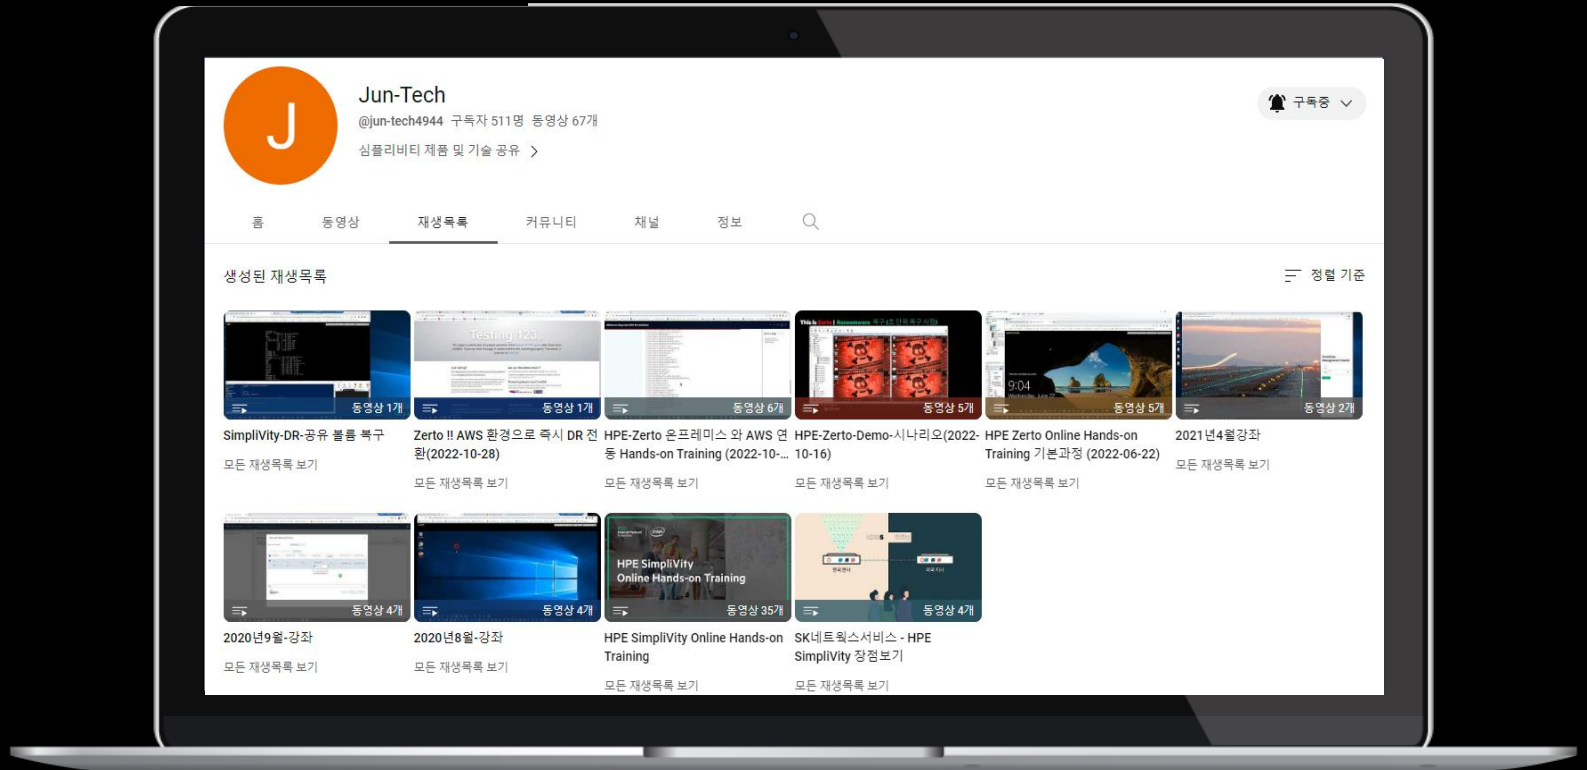 J
Jun-Tech
@jun-tech4944 구독자 511명 동영상 67개
심플리비티 제품 및 기술 공유
구독중
홈 동영상 재생목록 커뮤니티 채널 정보
생성된 재생목록
정렬 기준
동영상 1개
SimpliVity-DR-공유 볼륨 복구
모든 재생목록 보기
Testing 123..
동영상 1개
Zerto !! AWS 환경으로 즉시 DR 전
환(2022-10-28)
모든 재생목록 보기
동영상 6개
HPE-Zerto 온프레미스 와 AWS 연
동 Hands-on Training (2022-10-...
모든 재생목록 보기
This is Zerto | Ransomware
동영상 5개
HPE-Zerto-Demo-시나리오(2022-
10-16)
모든 재생목록 보기
9:04
Wednesday, June 22
동영상 5개
HPE Zerto Online Hands-on
Training 기본과정 (2022-06-22)
모든 재생목록 보기
동영상 2개
2021년4월강좌
모든 재생목록 보기
동영상 4개
2020년9월-강좌
모든 재생목록 보기
동영상 4개
2020년8월-강좌
모든 재생목록 보기
HPE SimpliVity
Online Hands-on Training
동영상 35개
HPE SimpliVity Online Hands-on
Training
모든 재생목록 보기
동영상 4개
SK네트웍스서비스 - HPE
SimpliVity 장점보기
모든 재생목록 보기